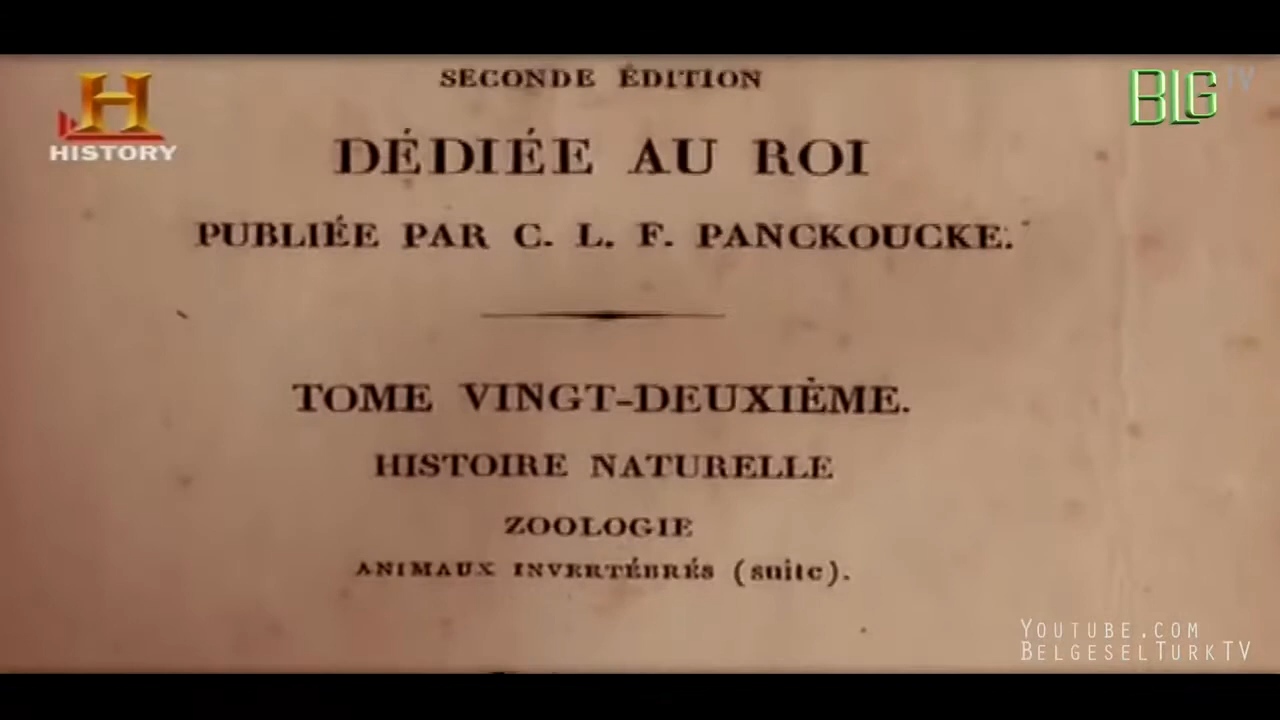 SECONDE ÉDITION
DÉDIÉE AU ROI
PUBLIÉE PAR C. L. F. PANCKOUCKE.
TOME VINGT-DEUXIÈME.
HISTOIRE NATURELLE
ZOOLOGIE
ANIMAUX INVERTÉBRÉS (suite).
H
HISTORY
BLG TV
YOUTUBE.COM
BELGESELTURKTV